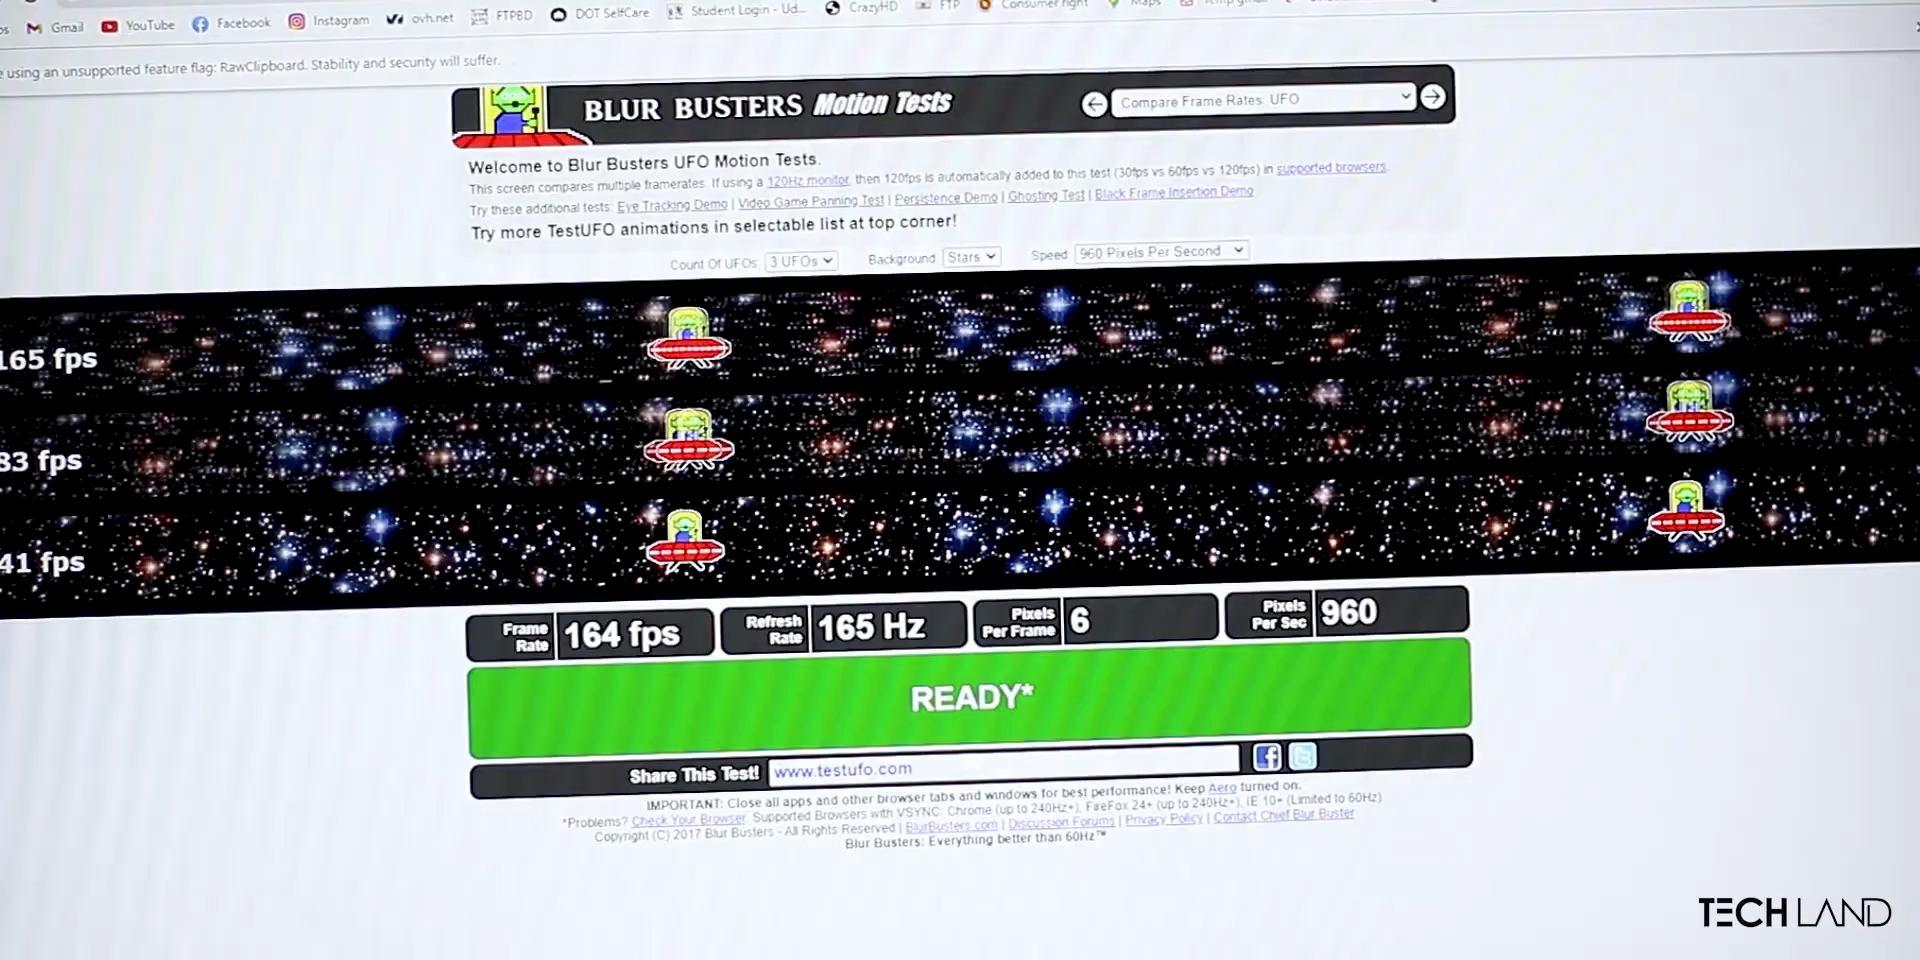 Gmail YouTube Facebook Instagram ovh.net FTPBD DOT SelfCare Student Login - Ud... CrazyHD FTP Consumer right Maps
using an unsupported feature flag: RawClipboard. Stability and security will suffer.
BLUR BUSTERS Motion Tests
Compare Frame Rates: UFO
Welcome to Blur Busters UFO Motion Tests.
This screen compares multiple framerates. If using a 120Hz monitor, then 120fps is automatically added to this test (30fps vs 60fps vs 120fps) in supported browsers.
Try these additional tests: Eye Tracking Demo | Video Game Panning Test | Persistence Demo | Ghosting Test | Black Frame Insertion Demo
Try more TestUFO animations in selectable list at top corner!
Count Of UFOs 3 UFOs Background Stars Speed 960 Pixels Per Second
165 fps
83 fps
41 fps
Frame Rate 164 fps Refresh Rate 165 Hz Pixels Per Frame 6 Pixels Per Sec 960
READY*
Share This Test! www.testufo.com
IMPORTANT: Close all apps and other browser tabs and windows for best performance! Keep Aero turned on.
*Problems? Check Your Browser. Supported Browsers with VSYNC: Chrome (up to 240Hz+), FireFox 24+ (up to 240Hz+), IE 10+ (Limited to 60Hz)
Copyright (C) 2017 Blur Busters - All Rights Reserved | BlurBusters.com | Discussion Forums | Privacy Policy | Contact Chief Blur Buster
Blur Busters: Everything better than 60Hz™
TECHLAND